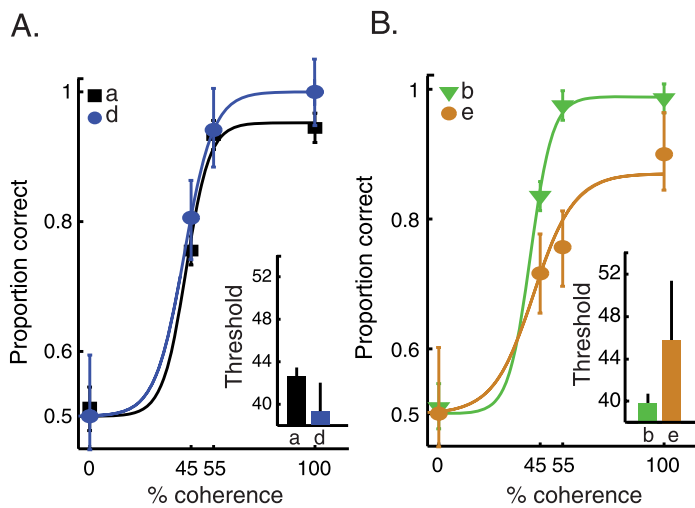 A.
1
a
d
0.8
0.6
0.5
Proportion correct
0
45 55
100
% coherence
52
48
44
40
Threshold
a d
B.
1
b
e
0.8
0.6
0.5
Proportion correct
0
45 55
100
% coherence
52
48
44
40
Threshold
b e